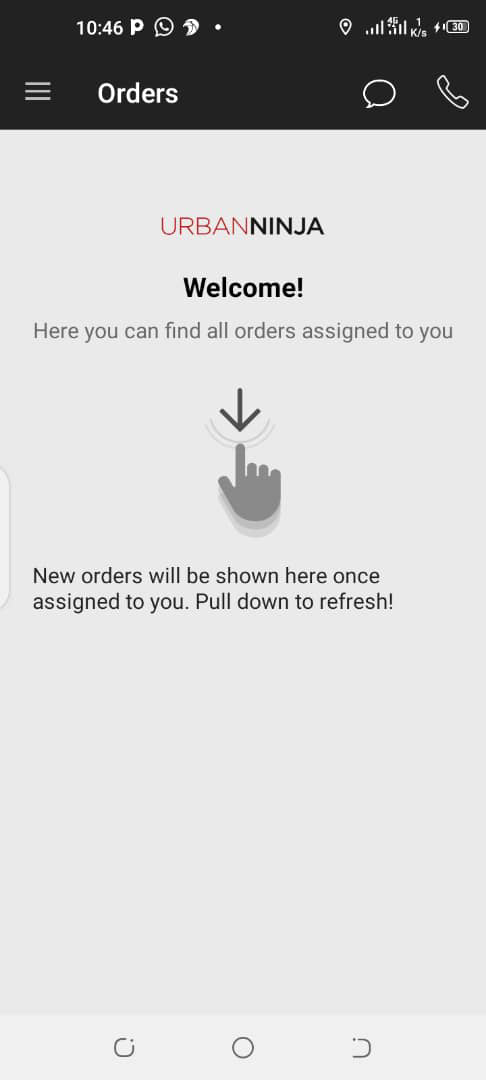 10:46
4G 1 K/s 30
Orders
URBANNINJA
Welcome!
Here you can find all orders assigned to you
New orders will be shown here once
assigned to you. Pull down to refresh!